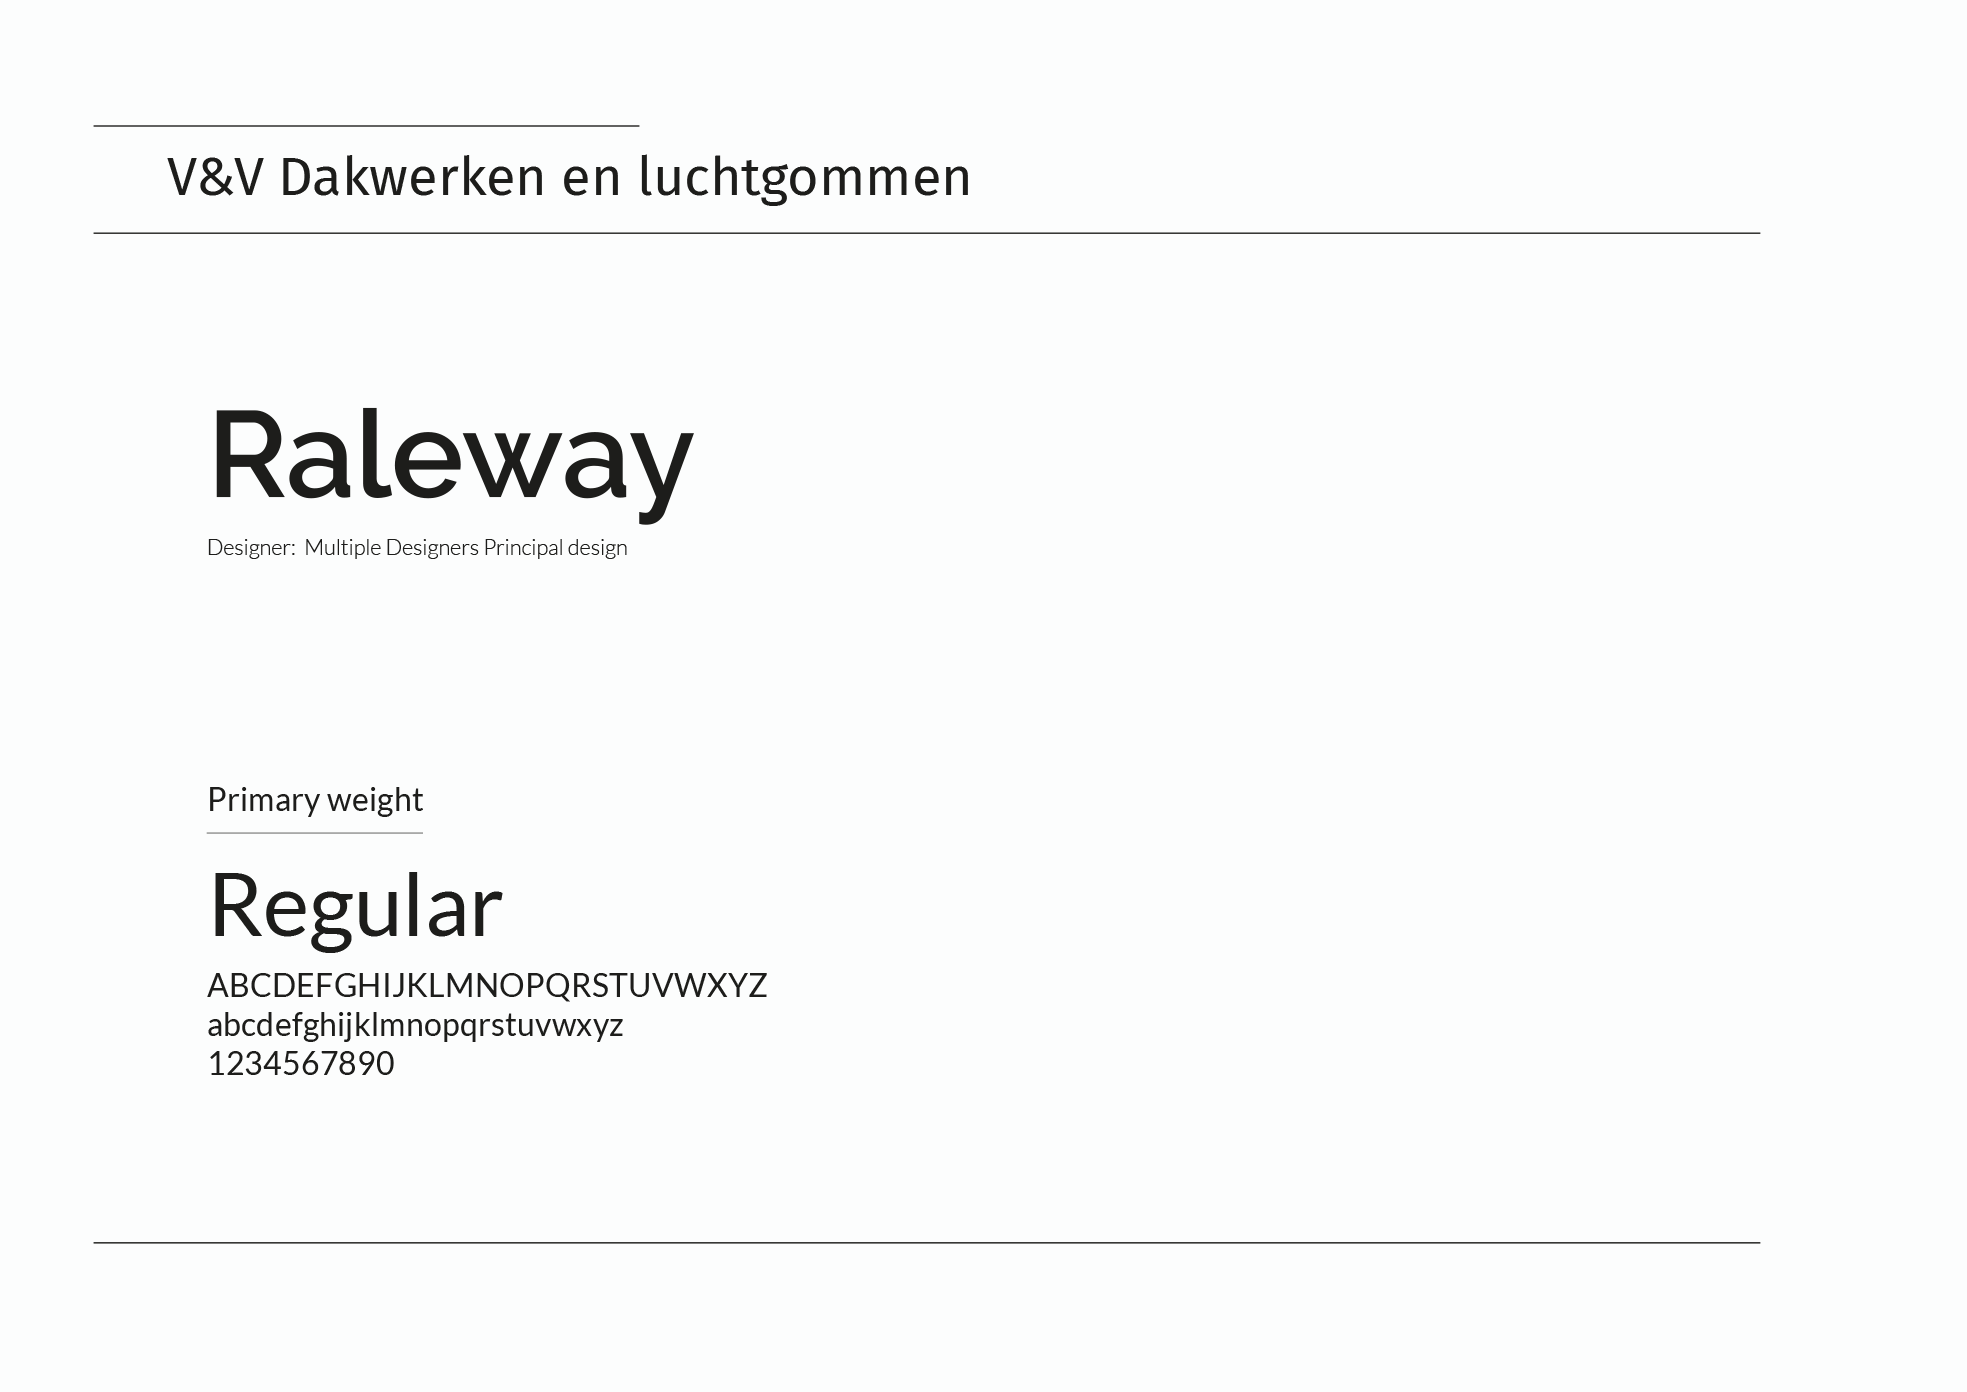 V&V Dakwerken en luchtgommen
Raleway
Designer: Multiple Designers Principal design
Primary weight
Regular
ABCDEFGHIJKLMNOPQRSTUVWXYZ
abcdefghijklmnopqrstuvwxyz
1234567890